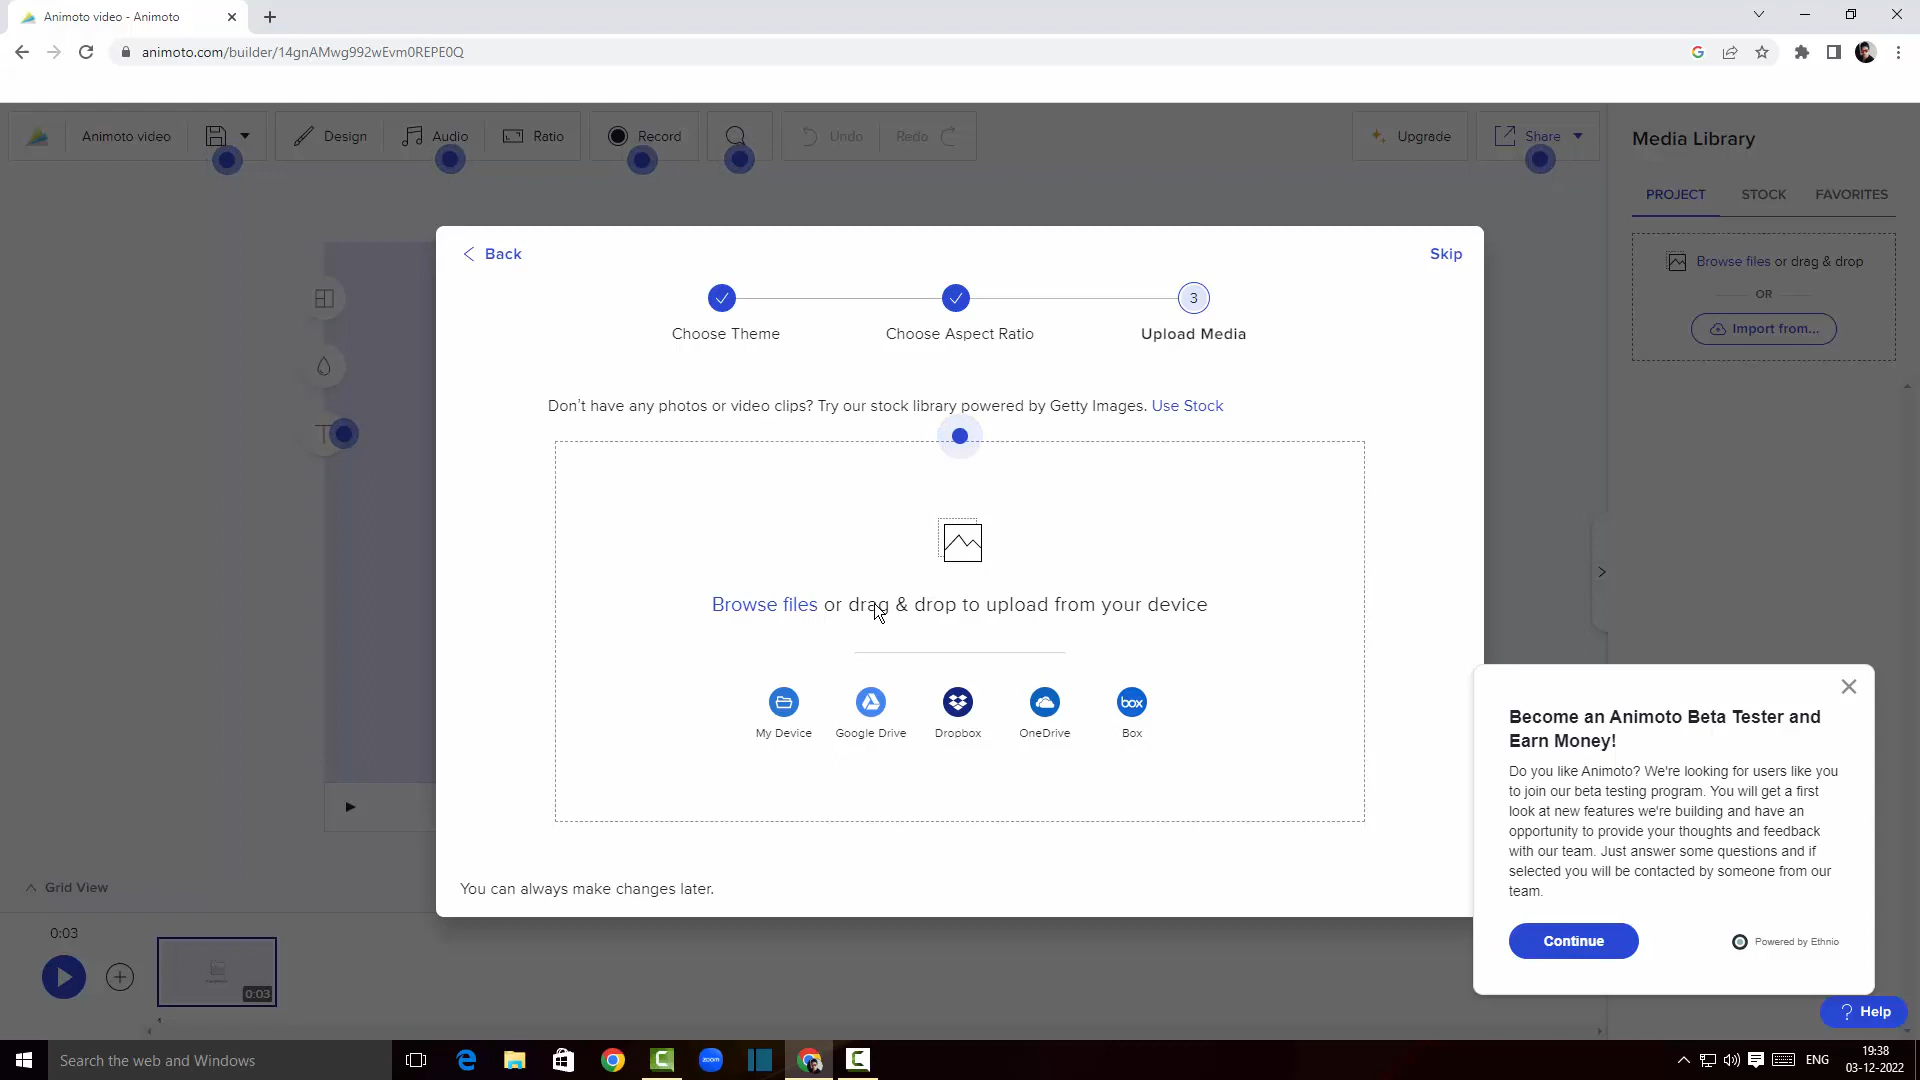 Animoto video - Animoto
animoto.com/builder/14gnAMwg992wEvm0REPE0Q
Animoto video
Design
Audio
Ratio
Record
Undo
Redo
Upgrade
Share
Media Library
PROJECT
STOCK
FAVORITES
Browse files or drag & drop
OR
Import from...
Back
Skip
3
Choose Theme
Choose Aspect Ratio
Upload Media
Don't have any photos or video clips? Try our stock library powered by Getty Images. Use Stock
Browse files or drag & drop to upload from your device
My Device
Google Drive
Dropbox
OneDrive
box
Box
You can always make changes later.
Become an Animoto Beta Tester and
Earn Money!
Do you like Animoto? We're looking for users like you
to join our beta testing program. You will get a first
look at new features we're building and have an
opportunity to provide your thoughts and feedback
with our team. Just answer some questions and if
selected you will be contacted by someone from our
team.
Continue
Powered by Ethnio
Grid View
0:03
0:03
1
? Help
Search the web and Windows
zoom
ENG
19:38
03-12-2022